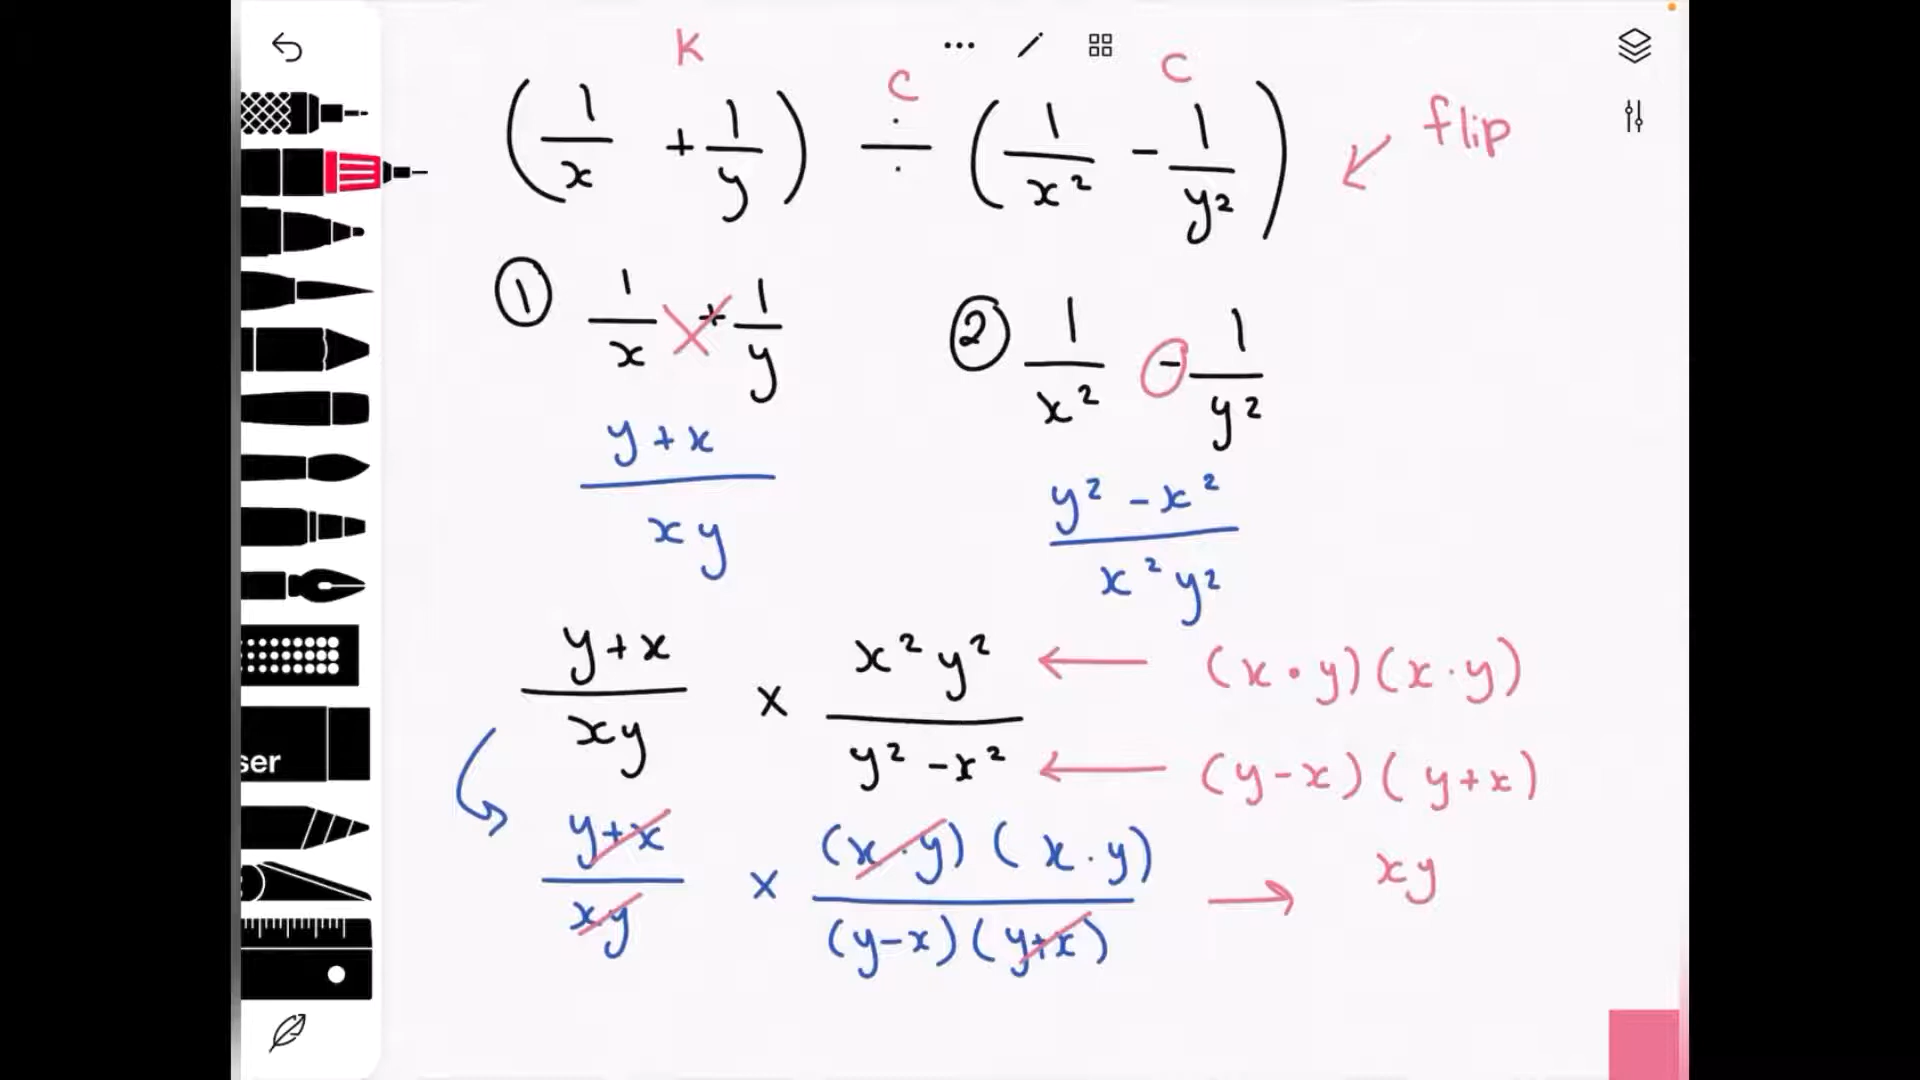 K C C
(1/x + 1/y) ÷ (1/x² - 1/y²) ↙ flip
① 1/x + 1/y
② 1/x² - 1/y²
y+x / xy
y² - x² / x²y²
y+x / xy × x²y² / y² - x²
← (x·y)(x·y)
← (y-x)(y+x)
y+x / xy × (x·y)(x·y) / (y-x)(y+x) → xy
ser